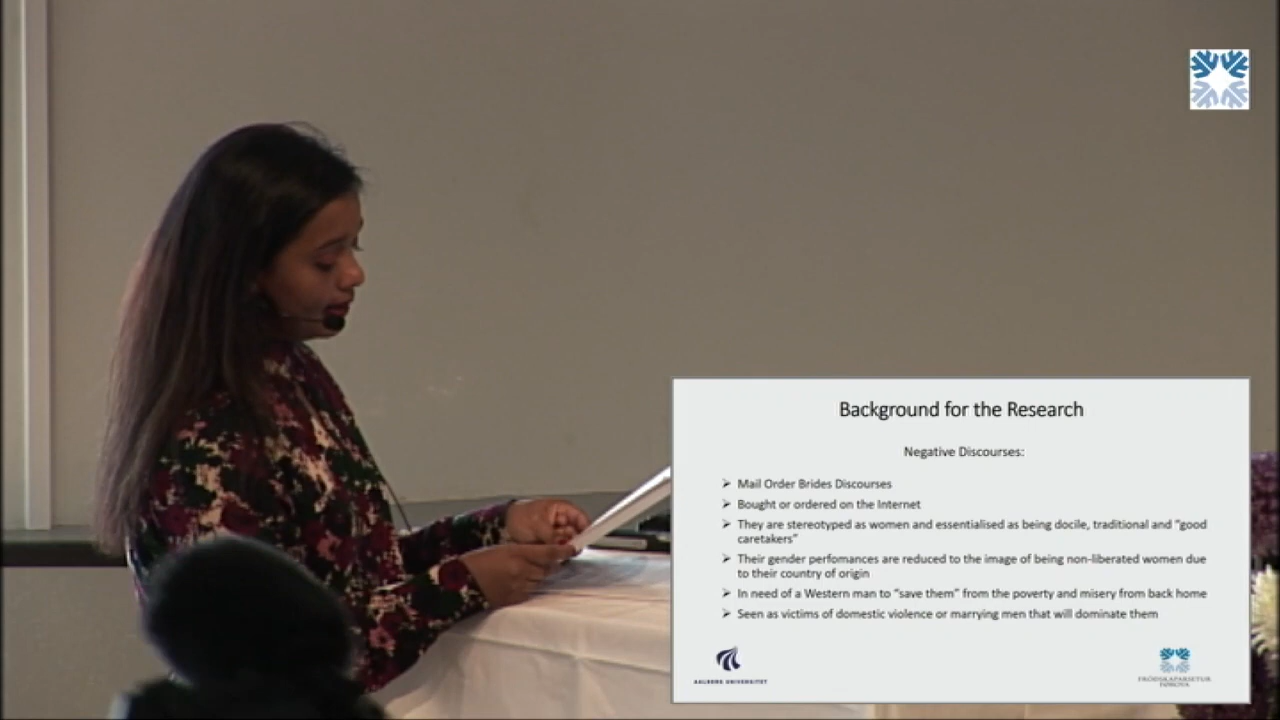 Background for the Research
Negative Discourses:
➤ Mail Order Brides Discourses
➤ Bought or ordered on the Internet
➤ They are stereotyped as women and essentialised as being docile, traditional and “good
caretakers”
➤ Their gender perfomances are reduced to the image of being non-liberated women due
to their country of origin
➤ In need of a Western man to “save them” from the poverty and misery from back home
➤ Seen as victims of domestic violence or marrying men that will dominate them
AALBORG UNIVERSITET
FRÓÐSKAPARSETUR
FØROYA